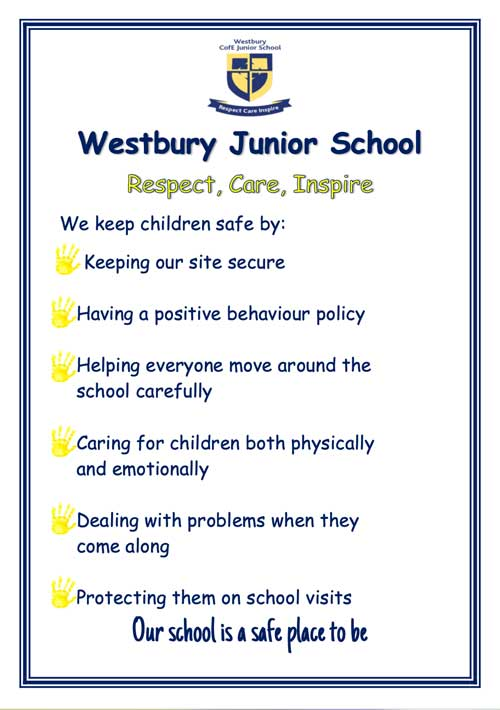 Westbury
CofE Junior School
Respect Care Inspire
Westbury Junior School
Respect, Care, Inspire
We keep children safe by:
Keeping our site secure
Having a positive behaviour policy
Helping everyone move around the
school carefully
Caring for children both physically
and emotionally
Dealing with problems when they
come along
Protecting them on school visits
Our school is a safe place to be